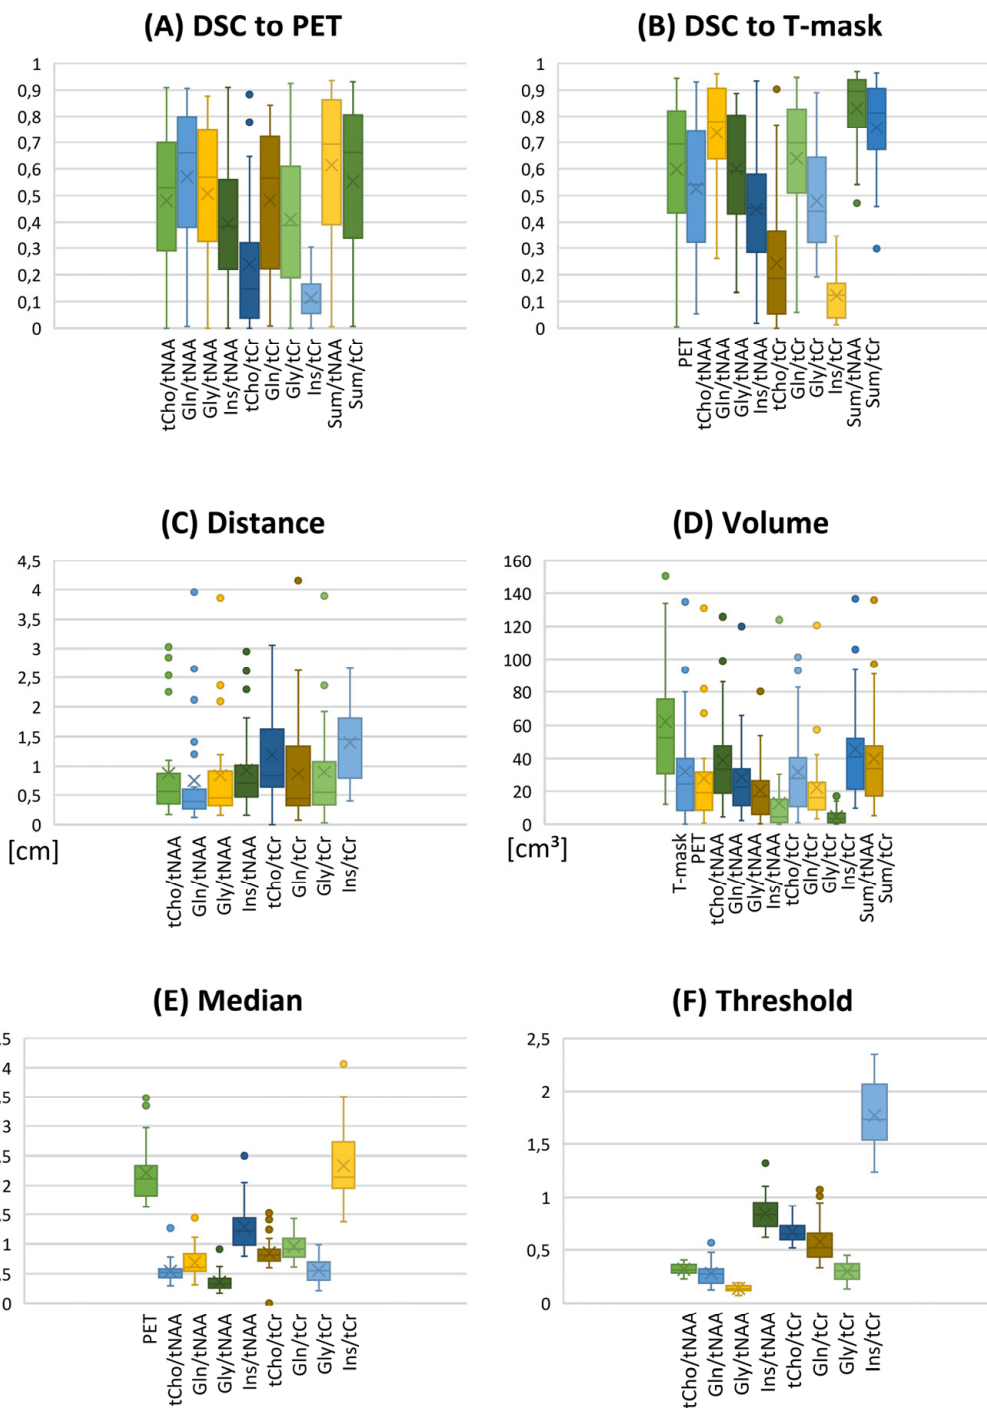 (A) DSC to PET
1
0,9
0,8
0,7
0,6
0,5
0,4
0,3
0,2
0,1
0
tCho/tNAA
Gln/tNAA
Gly/tNAA
Ins/tNAA
tCho/tCr
Gln/tCr
Gly/tCr
Ins/tCr
Sum/tNAA
Sum/tCr
(B) DSC to T-mask
1
0,9
0,8
0,7
0,6
0,5
0,4
0,3
0,2
0,1
0
PET
tCho/tNAA
Gln/tNAA
Gly/tNAA
Ins/tNAA
tCho/tCr
Gln/tCr
Gly/tCr
Ins/tCr
Sum/tNAA
Sum/tCr
(C) Distance
4,5
4
3,5
3
2,5
2
1,5
1
0,5
0
[cm]
tCho/tNAA
Gln/tNAA
Gly/tNAA
Ins/tNAA
tCho/tCr
Gln/tCr
Gly/tCr
Ins/tCr
(D) Volume
160
140
120
100
80
60
40
20
0
[cm³]
T-mask
PET
tCho/tNAA
Gln/tNAA
Gly/tNAA
Ins/tNAA
tCho/tCr
Gln/tCr
Gly/tCr
Ins/tCr
Sum/tNAA
Sum/tCr
(E) Median
,5
4
,5
3
,5
2
,5
1
,5
0
PET
tCho/tNAA
Gln/tNAA
Gly/tNAA
Ins/tNAA
tCho/tCr
Gln/tCr
Gly/tCr
Ins/tCr
(F) Threshold
2,5
2
1,5
1
0,5
0
tCho/tNAA
Gln/tNAA
Gly/tNAA
Ins/tNAA
tCho/tCr
Gln/tCr
Gly/tCr
Ins/tCr